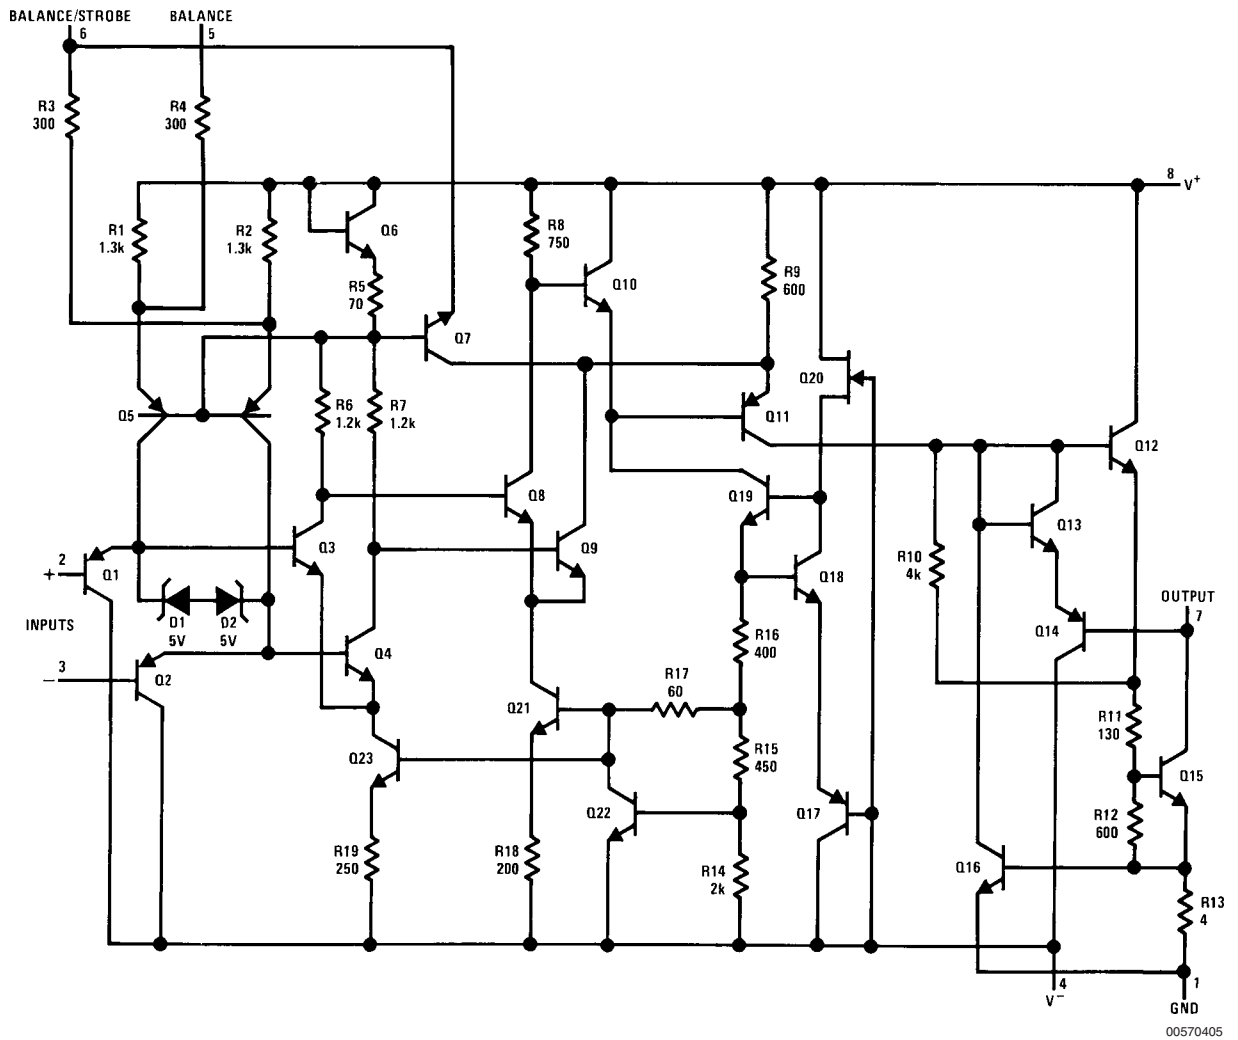 BALANCE/STROBE
6
BALANCE
5
R3
300
R4
300
8
V+
R1
1.3k
R2
1.3k
Q6
R8
750
R5
70
Q10
R9
600
Q7
Q20
Q5
R6
1.2k
R7
1.2k
Q11
Q12
Q8
Q19
Q13
Q3
Q9
R10
4k
Q18
2
+
Q1
D1
5V
D2
5V
INPUTS
OUTPUT
7
R16
400
Q14
Q4
3
–
Q2
R17
60
Q21
R11
130
Q23
R15
450
Q15
Q22
Q17
R12
600
R19
250
R18
200
R14
2k
Q16
R13
4
4
V–
1
GND
00570405